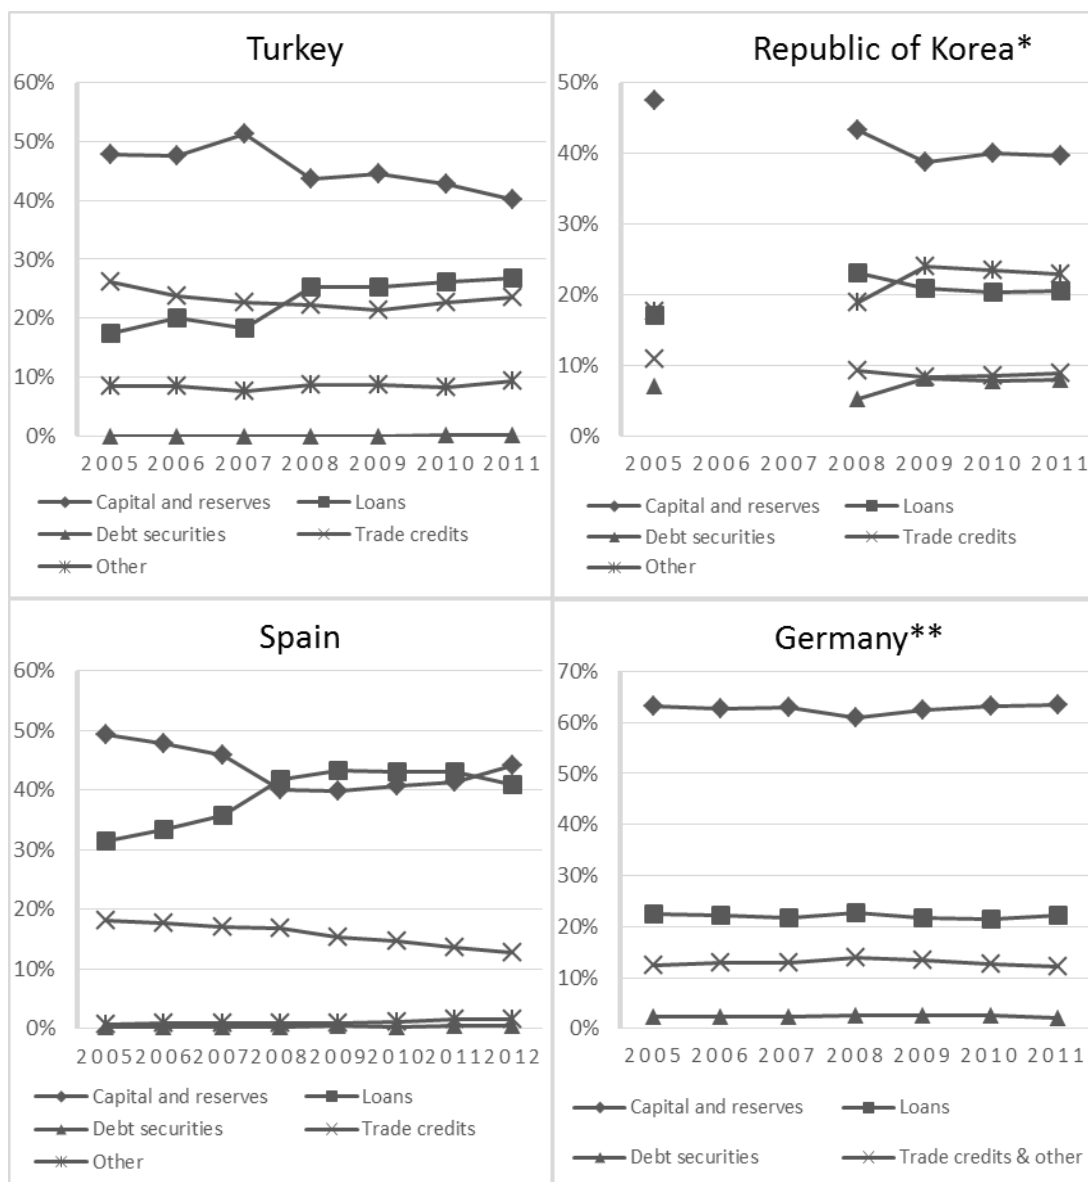 Turkey
60%
50%
40%
30%
20%
10%
0%
2005 2006 2007 2008 2009 2010 2011
Capital and reserves Loans
Debt securities Trade credits
Other
Republic of Korea*
50%
40%
30%
20%
10%
0%
2005 2006 2007 2008 2009 2010 2011
Capital and reserves Loans
Debt securities Trade credits
Other
Spain
60%
50%
40%
30%
20%
10%
0%
2005 2006 2007 2008 2009 2010 2011 2012
Capital and reserves Loans
Debt securities Trade credits
Other
Germany**
70%
60%
50%
40%
30%
20%
10%
0%
2005 2006 2007 2008 2009 2010 2011
Capital and reserves Loans
Debt securities Trade credits & other